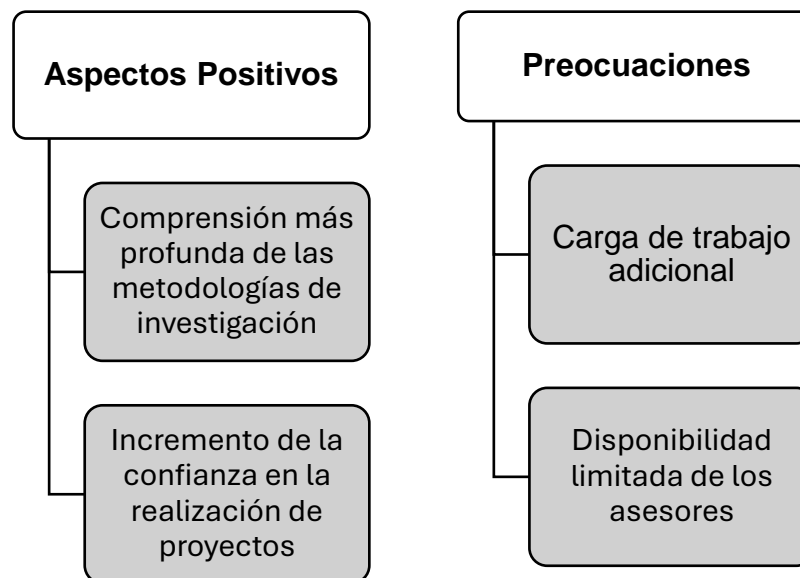 Aspectos Positivos
Comprensión más
profunda de las
metodologías de
investigación
Incremento de la
confianza en la
realización de
proyectos
Preocuaciones
Carga de trabajo
adicional
Disponibilidad
limitada de los
asesores